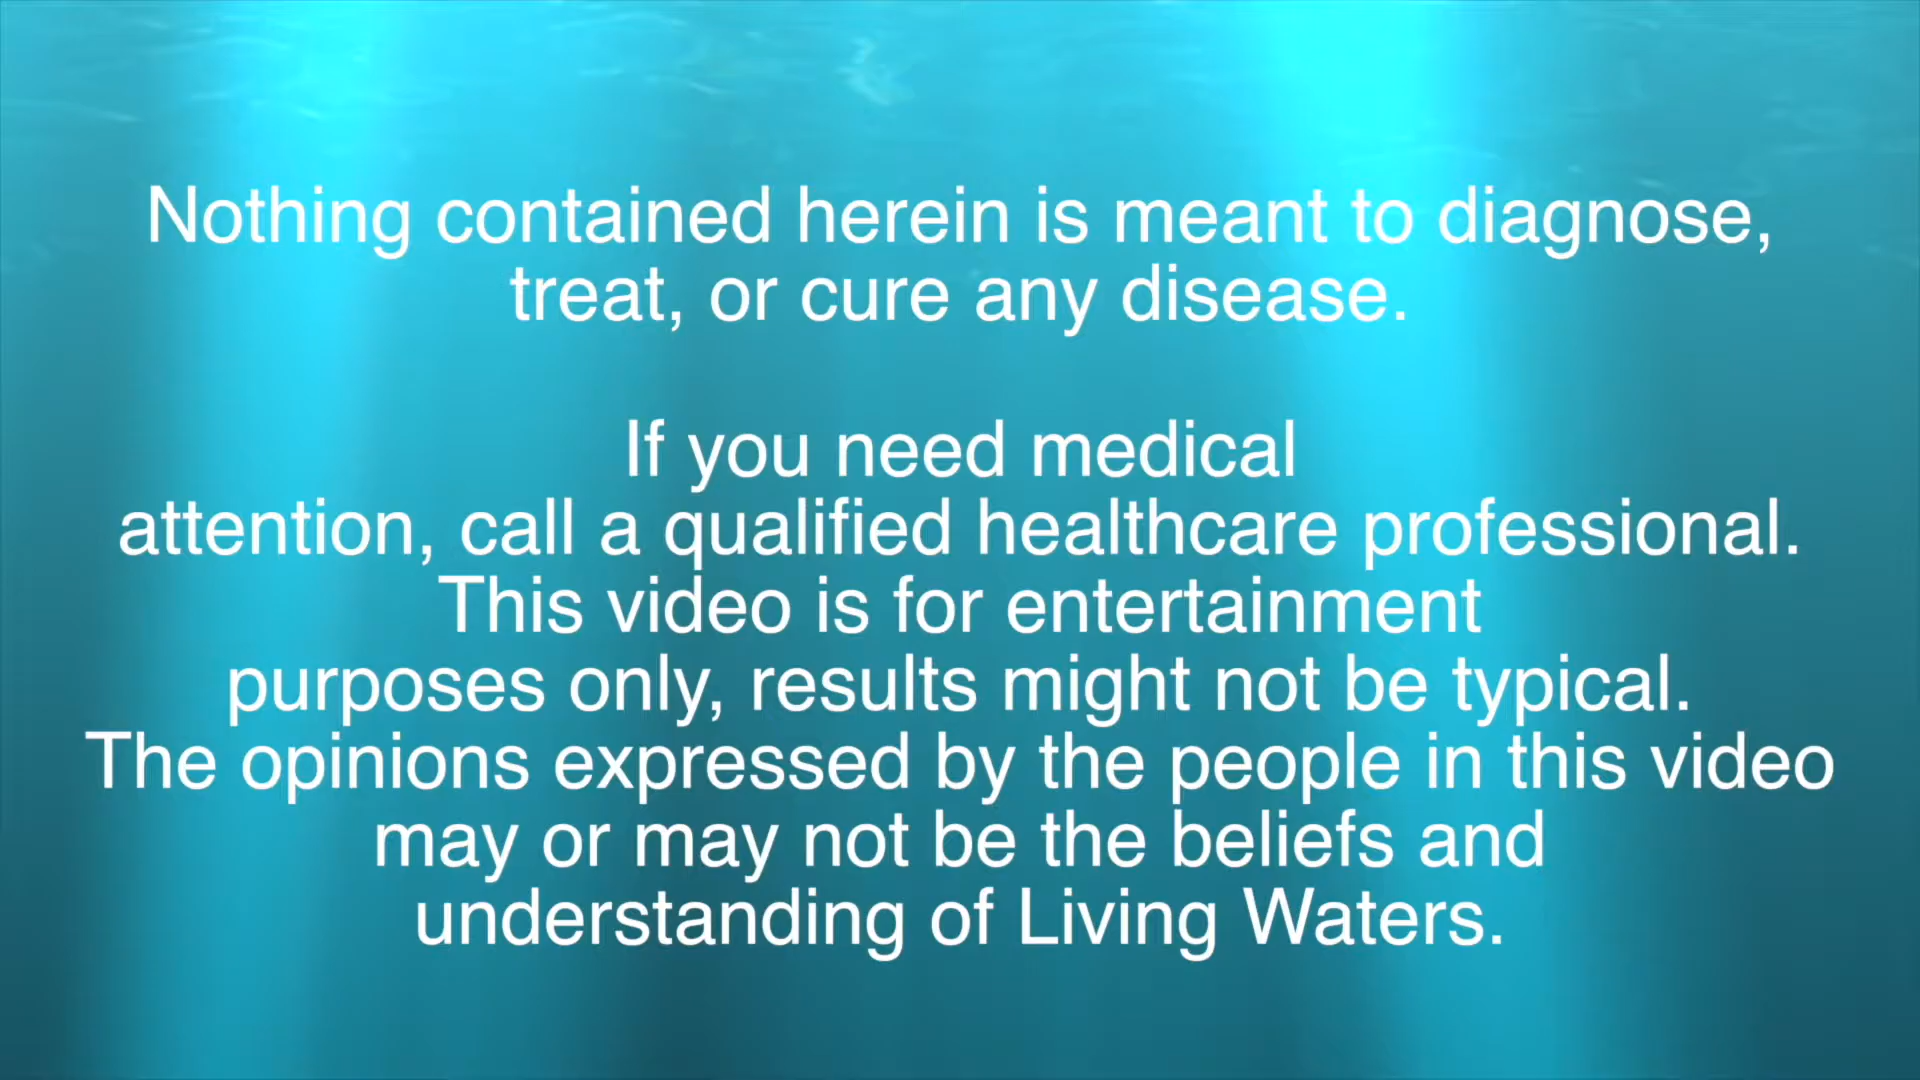 Nothing contained herein is meant to diagnose,
treat, or cure any disease.
If you need medical
attention, call a qualified healthcare professional.
This video is for entertainment
purposes only, results might not be typical.
The opinions expressed by the people in this video
may or may not be the beliefs and
understanding of Living Waters.